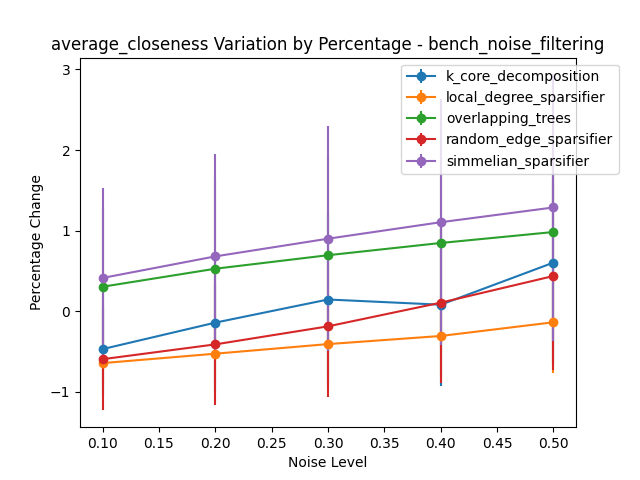 average_closeness Variation by Percentage - bench_noise_filtering
3
2
1
0
−1
Percentage Change
k_core_decomposition
local_degree_sparsifier
overlapping_trees
random_edge_sparsifier
simmelian_sparsifier
0.10 0.15 0.20 0.25 0.30 0.35 0.40 0.45 0.50
Noise Level